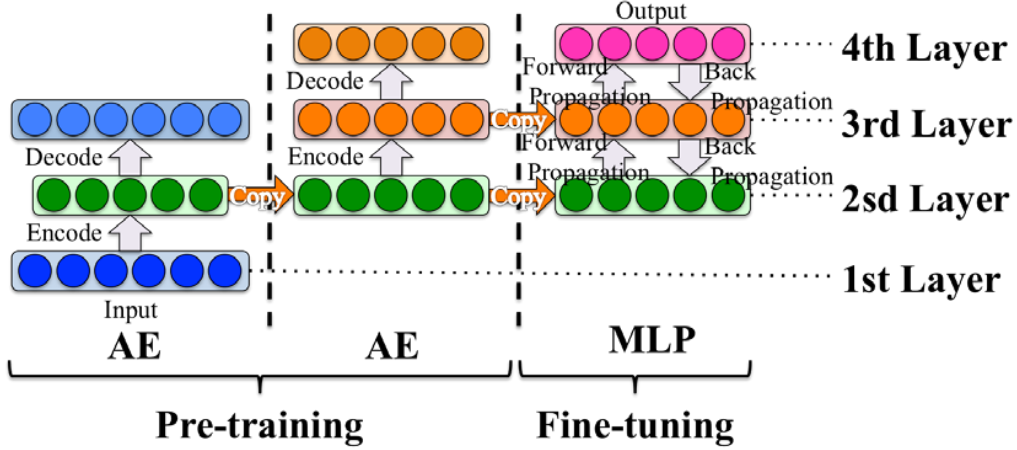 Output
4th Layer
Decode
Forward
Propagation
Back
Propagation
Copy
3rd Layer
Decode
Encode
Forward
Propagation
Back
Propagation
Copy
Copy
2sd Layer
Encode
1st Layer
Input
AE
AE
MLP
Pre-training
Fine-tuning